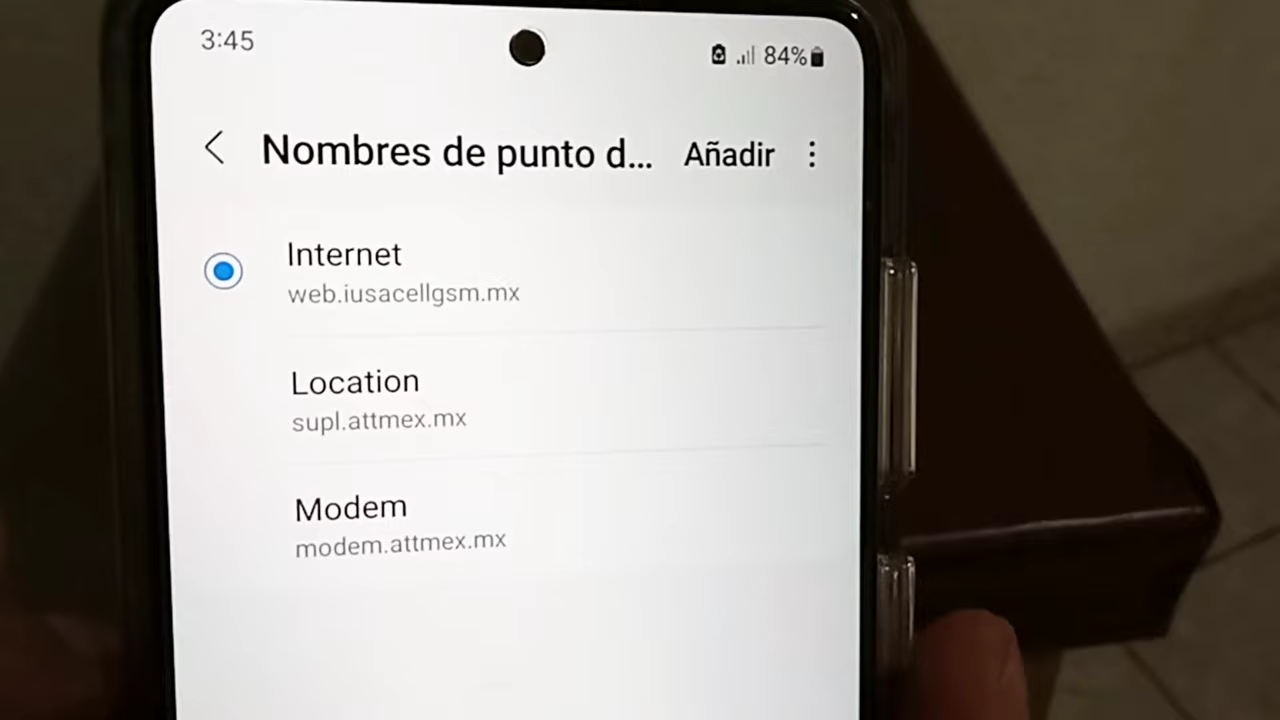 3:45
84%
Nombres de punto d...
Añadir
Internet
web.iusacellgsm.mx
Location
supl.attmex.mx
Modem
modem.attmex.mx